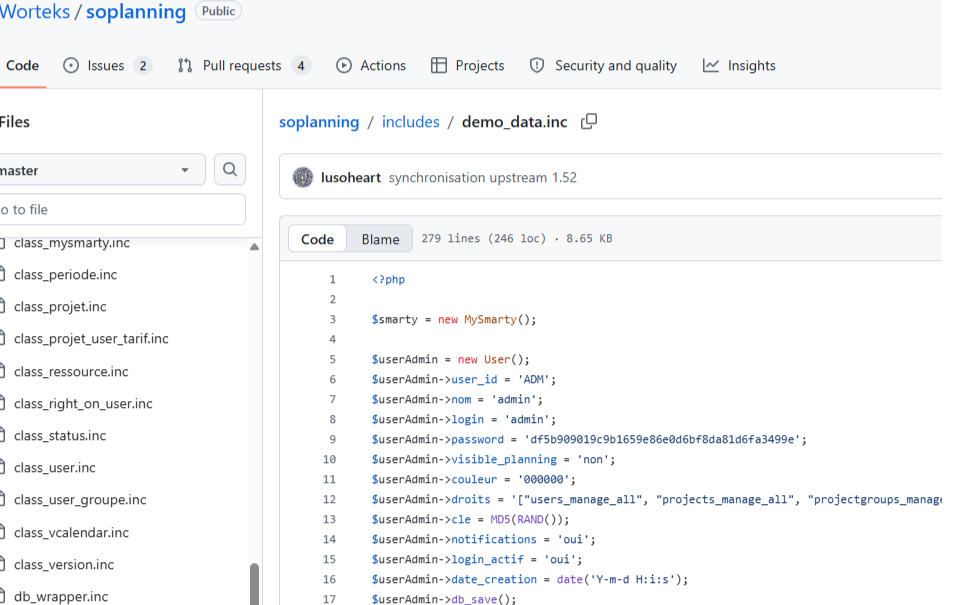 Worteks / soplanning Public
Code Issues 2 Pull requests 4 Actions Projects Security and quality Insights
Files
soplanning / includes / demo_data.inc
master
lusoheart synchronisation upstream 1.52
o to file
Code Blame 279 lines (246 loc) · 8.65 KB
class_mysmarty.inc
class_periode.inc
class_projet.inc
class_projet_user_tarif.inc
class_ressource.inc
class_right_on_user.inc
class_status.inc
class_user.inc
class_user_groupe.inc
class_vcalendar.inc
class_version.inc
db_wrapper.inc
1 <?php
2
3 $smarty = new MySmarty();
4
5 $userAdmin = new User();
6 $userAdmin->user_id = 'ADM';
7 $userAdmin->nom = 'admin';
8 $userAdmin->login = 'admin';
9 $userAdmin->password = 'df5b909019c9b1659e86e0d6bf8da81d6fa3499e';
10 $userAdmin->visible_planning = 'non';
11 $userAdmin->couleur = '000000';
12 $userAdmin->droits = '["users_manage_all", "projects_manage_all", "projectgroups_manage
13 $userAdmin->cle = MD5(RAND());
14 $userAdmin->notifications = 'oui';
15 $userAdmin->login_actif = 'oui';
16 $userAdmin->date_creation = date('Y-m-d H:i:s');
17 $userAdmin->db_save();